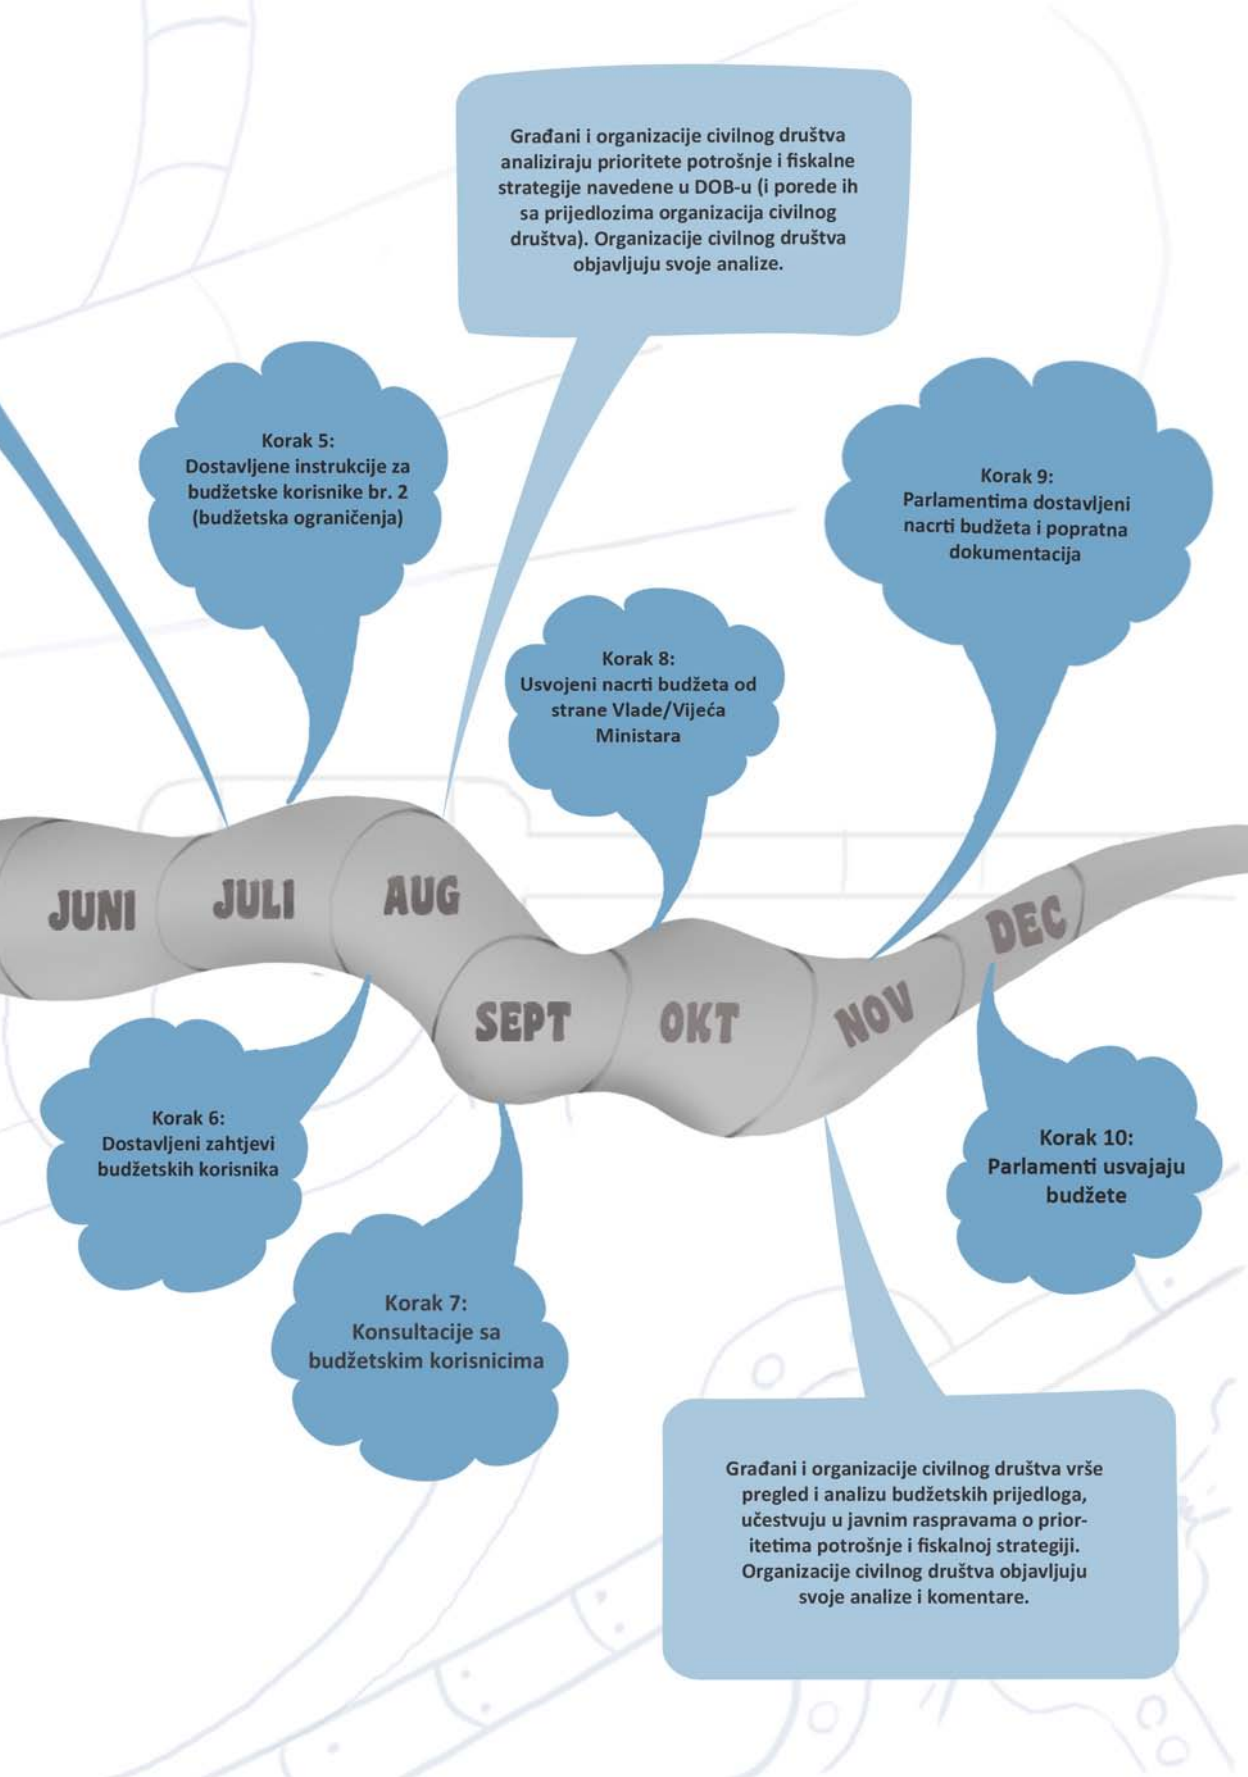 Građani i organizacije civilnog društva
analiziraju prioritete potrošnje i fiskalne
strategije navedene u DOB-u (i porede ih
sa prijedlozima organizacija civilnog
društva). Organizacije civilnog društva
objavljuju svoje analize.
Korak 5:
Dostavljene instrukcije za
budžetske korisnike br. 2
(budžetska ograničenja)
Korak 9:
Parlamentima dostavljeni
nacrti budžeta i popratna
dokumentacija
Korak 8:
Usvojeni nacrti budžeta od
strane Vlade/Vijeća
Ministara
JUNI
JULI
AUG
SEPT
OKT
NOV
DEC
Korak 6:
Dostavljeni zahtjevi
budžetskih korisnika
Korak 7:
Konsultacije sa
budžetskim korisnicima
Korak 10:
Parlamenti usvajaju
budžete
Građani i organizacije civilnog društva vrše
pregled i analizu budžetskih prijedloga,
učestvuju u javnim raspravama o prior-
itetima potrošnje i fiskalnoj strategiji.
Organizacije civilnog društva objavljuju
svoje analize i komentare.